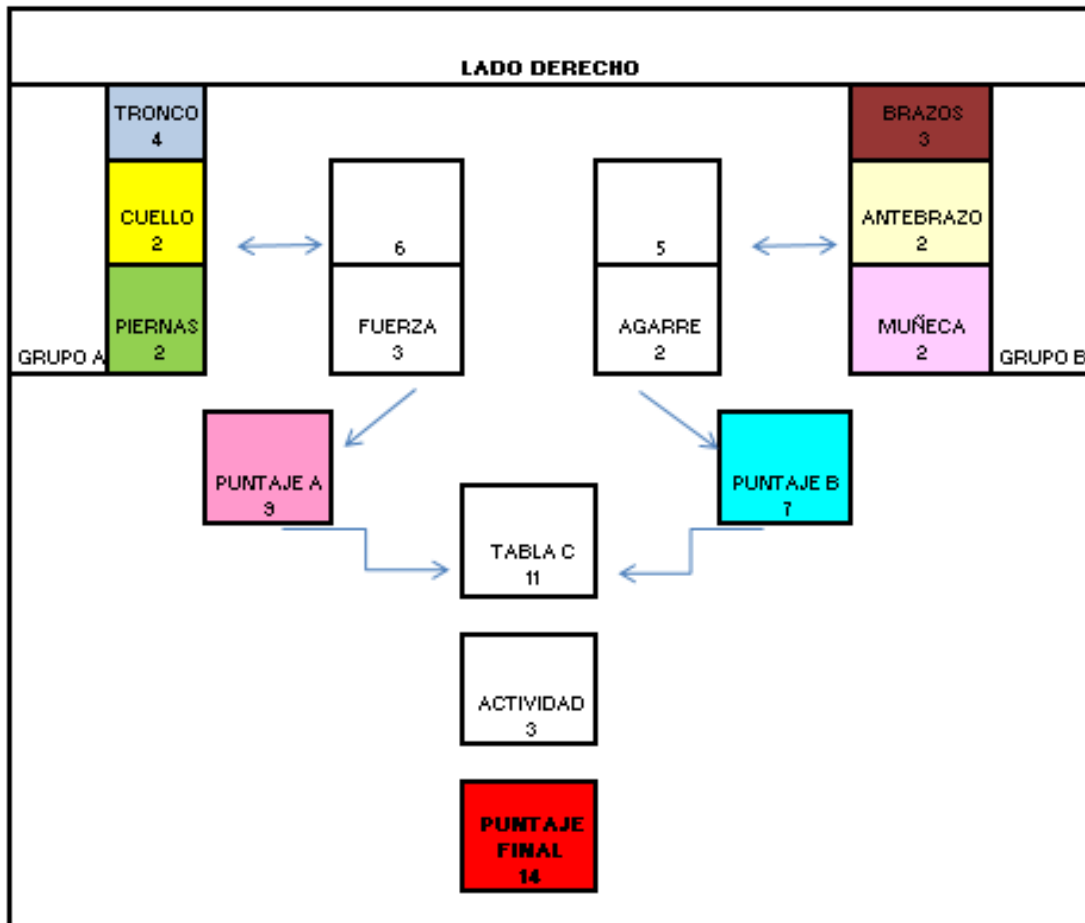 LADO DERECHO
TRONCO
4
CUELLO
2
PIERNAS
2
GRUPO A
6
FUERZA
3
5
AGARRE
2
BRAZOS
3
ANTEBRAZO
2
MUÑECA
2
GRUPO B
PUNTAJE A
9
PUNTAJE B
7
TABLA C
11
ACTIVIDAD
3
PUNTAJE
FINAL
14